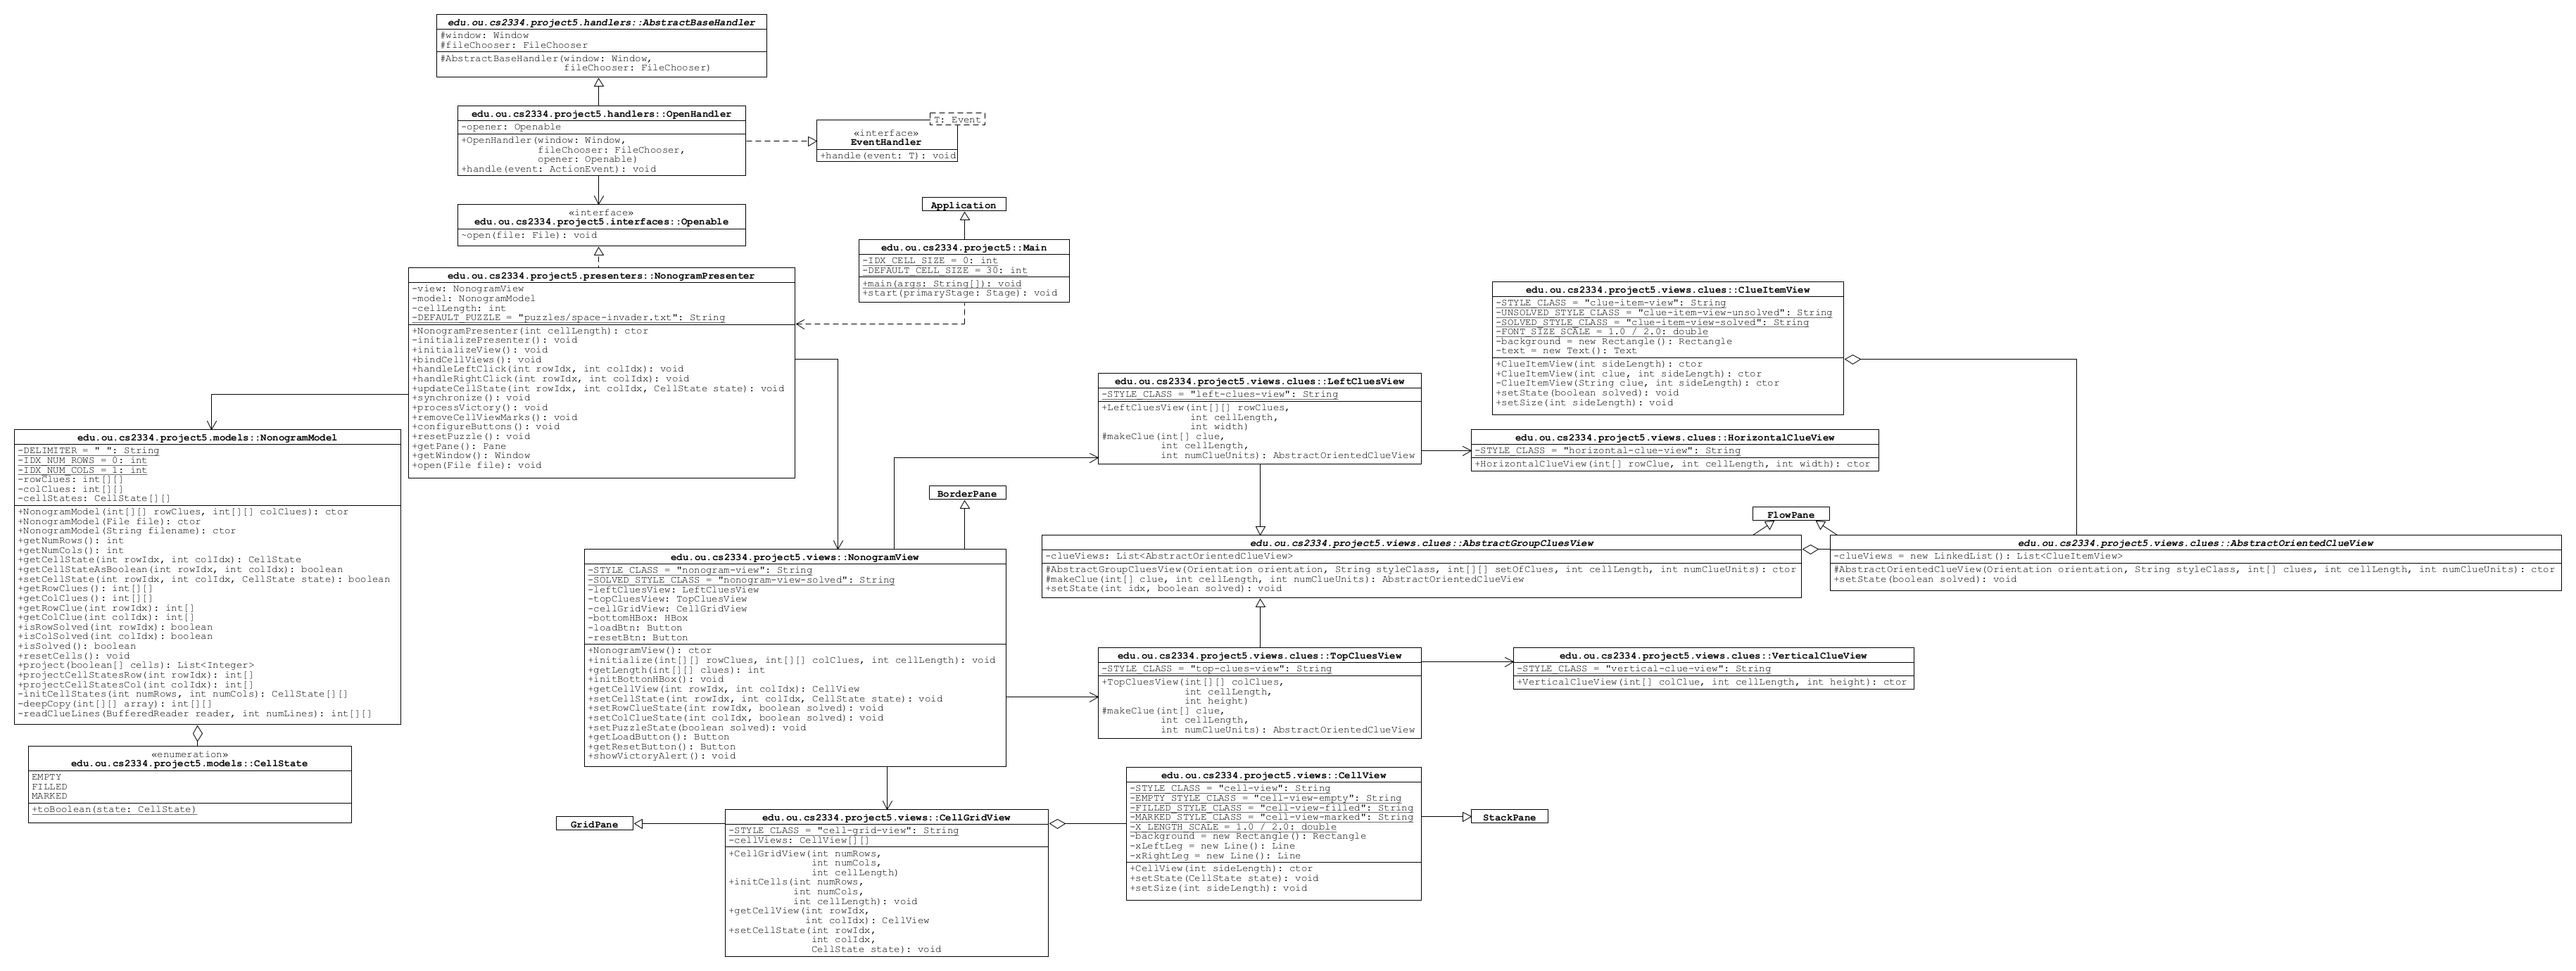 edu.ou.cs2334.project5.handlers::AbstractBaseHandler
#window: Window
#fileChooser: FileChooser
#AbstractBaseHandler(window: Window,
fileChooser: FileChooser)
edu.ou.cs2334.project5.handlers::OpenHandler
-opener: Openable
+OpenHandler(window: Window,
fileChooser: FileChooser,
opener: Openable)
+handle(event: ActionEvent): void
T: Event
«interface»
EventHandler
+handle(event: T): void
«interface»
edu.ou.cs2334.project5.interfaces::Openable
~open(file: File): void
Application
edu.ou.cs2334.project5::Main
-IDX_CELL_SIZE = 0: int
-DEFAULT_CELL_SIZE = 30: int
+main(args: String[]): void
+start(primaryStage: Stage): void
edu.ou.cs2334.project5.presenters::NonogramPresenter
-view: NonogramView
-model: NonogramModel
-cellLength: int
-DEFAULT_PUZZLE = "puzzles/space-invader.txt": String
+NonogramPresenter(int cellLength): ctor
-initializePresenter(): void
+initializeView(): void
+bindCellViews(): void
+handleLeftClick(int rowIdx, int colIdx): void
+handleRightClick(int rowIdx, int colIdx): void
+updateCellState(int rowIdx, int colIdx, CellState state): void
+synchronize(): void
+processVictory(): void
+removeCellViewMarks(): void
+configureButtons(): void
+resetPuzzle(): void
+getPane(): Pane
+getWindow(): Window
+open(File file): void
edu.ou.cs2334.project5.models::NonogramModel
-DELIMITER = " ": String
-IDX_NUM_ROWS = 0: int
-IDX_NUM_COLS = 1: int
-rowClues: int[][]
-colClues: int[][]
-cellStates: CellState[][]
+NonogramModel(int[][] rowClues, int[][] colClues): ctor
+NonogramModel(File file): ctor
+NonogramModel(String filename): ctor
+getNumRows(): int
+getNumCols(): int
+getCellState(int rowIdx, int colIdx): CellState
+getCellStateAsBoolean(int rowIdx, int colIdx): boolean
+setCellState(int rowIdx, int colIdx, CellState state): boolean
+getRowClues(): int[][]
+getColClues(): int[][]
+getRowClue(int rowIdx): int[]
+getColClue(int colIdx): int[]
+isRowSolved(int rowIdx): boolean
+isColSolved(int colIdx): boolean
+isSolved(): boolean
+resetCells(): void
+project(boolean[] cells): List<Integer>
+projectCellStatesRow(int rowIdx): int[]
+projectCellStatesCol(int colIdx): int[]
-initCellStates(int numRows, int numCols): CellState[][]
-deepCopy(int[][] array): int[][]
-readClueLines(BufferedReader reader, int numLines): int[][]
«enumeration»
edu.ou.cs2334.project5.models::CellState
EMPTY
FILLED
MARKED
+toBoolean(state: CellState)
BorderPane
edu.ou.cs2334.project5.views::NonogramView
-STYLE_CLASS = "nonogram-view": String
-SOLVED_STYLE_CLASS = "nonogram-view-solved": String
-leftCluesView: LeftCluesView
-topCluesView: TopCluesView
-cellGridView: CellGridView
-bottomHBox: HBox
-loadBtn: Button
-resetBtn: Button
+NonogramView(): ctor
+initialize(int[][] rowClues, int[][] colClues, int cellLength): void
+getLength(int[][] clues): int
+initBottonHBox(): void
+getCellView(int rowIdx, int colIdx): CellView
+setCellState(int rowIdx, int colIdx, CellState state): void
+setRowClueState(int rowIdx, boolean solved): void
+setColClueState(int colIdx, boolean solved): void
+setPuzzleState(boolean solved): void
+getLoadButton(): Button
+getResetButton(): Button
+showVictoryAlert(): void
edu.ou.cs2334.project5.views.clues::LeftCluesView
-STYLE_CLASS = "left-clues-view": String
+LeftCluesView(int[][] rowClues,
int cellLength,
int width)
#makeClue(int[] clue,
int cellLength,
int numClueUnits): AbstractOrientedClueView
edu.ou.cs2334.project5.views.clues::ClueItemView
-STYLE_CLASS = "clue-item-view": String
-UNSOLVED_STYLE_CLASS = "clue-item-view-unsolved": String
-SOLVED_STYLE_CLASS = "clue-item-view-solved": String
-FONT_SIZE_SCALE = 1.0 / 2.0: double
-background = new Rectangle(): Rectangle
-text = new Text(): Text
+ClueItemView(int sideLength): ctor
+ClueItemView(int clue, int sideLength): ctor
-ClueItemView(String clue, int sideLength): ctor
+setState(boolean solved): void
+setSize(int sideLength): void
edu.ou.cs2334.project5.views.clues::HorizontalClueView
-STYLE_CLASS = "horizontal-clue-view": String
+HorizontalClueView(int[] rowClue, int cellLength, int width): ctor
FlowPane
edu.ou.cs2334.project5.views.clues::AbstractGroupCluesView
-clueViews: List<AbstractOrientedClueView>
#AbstractGroupCluesView(Orientation orientation, String styleClass, int[][] setOfClues, int cellLength, int numClueUnits): ctor
#makeClue(int[] clue, int cellLength, int numClueUnits): AbstractOrientedClueView
+setState(int idx, boolean solved): void
edu.ou.cs2334.project5.views.clues::AbstractOrientedClueView
-clueViews = new LinkedList(): List<ClueItemView>
#AbstractOrientedClueView(Orientation orientation, String styleClass, int[] clues, int cellLength, int numClueUnits): ctor
+setState(boolean solved): void
edu.ou.cs2334.project5.views.clues::TopCluesView
-STYLE_CLASS = "top-clues-view": String
+TopCluesView(int[][] colClues,
int cellLength,
int height)
#makeClue(int[] clue,
int cellLength,
int numClueUnits): AbstractOrientedClueView
edu.ou.cs2334.project5.views.clues::VerticalClueView
-STYLE_CLASS = "vertical-clue-view": String
+VerticalClueView(int[] colClue, int cellLength, int height): ctor
GridPane
edu.ou.cs2334.project5.views::CellGridView
-STYLE_CLASS = "cell-grid-view": String
-cellViews: CellView[][]
+CellGridView(int numRows,
int numCols,
int cellLength)
+initCells(int numRows,
int numCols,
int cellLength): void
+getCellView(int rowIdx,
int colIdx): CellView
+setCellState(int rowIdx,
int colIdx,
CellState state): void
edu.ou.cs2334.project5.views::CellView
-STYLE_CLASS = "cell-view": String
-EMPTY_STYLE_CLASS = "cell-view-empty": String
-FILLED_STYLE_CLASS = "cell-view-filled": String
-MARKED_STYLE_CLASS = "cell-view-marked": String
-X_LENGTH_SCALE = 1.0 / 2.0: double
-background = new Rectangle(): Rectangle
-xLeftLeg = new Line(): Line
-xRightLeg = new Line(): Line
+CellView(int sideLength): ctor
+setState(CellState state): void
+setSize(int sideLength): void
StackPane